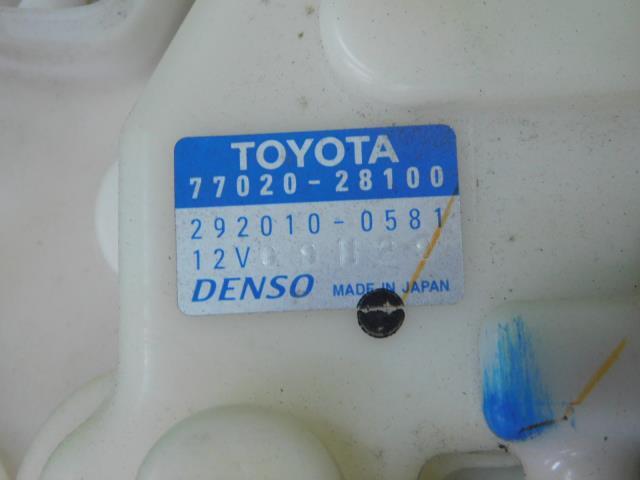 TOYOTA
77020-28100
292010-0581
12V
DENSO MADE IN JAPAN